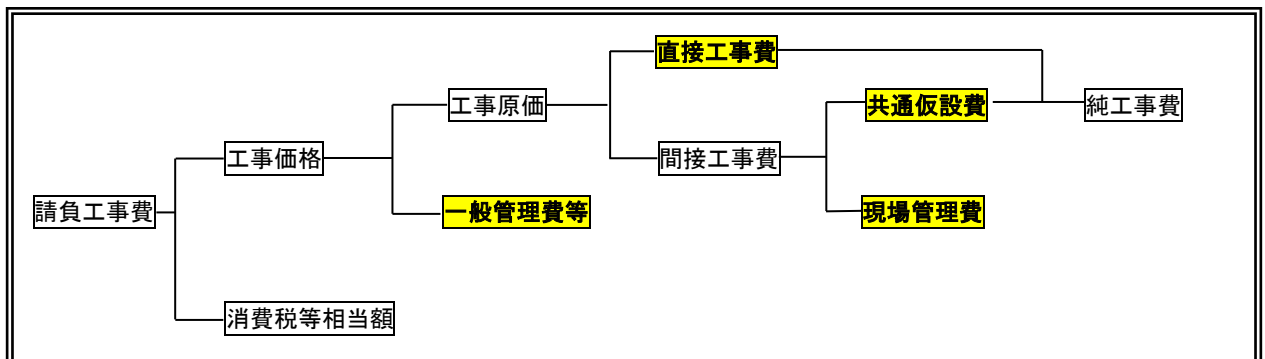 直接工事費
工事原価
共通仮設費
純工事費
工事価格
間接工事費
請負工事費
一般管理費等
現場管理費
消費税等相当額